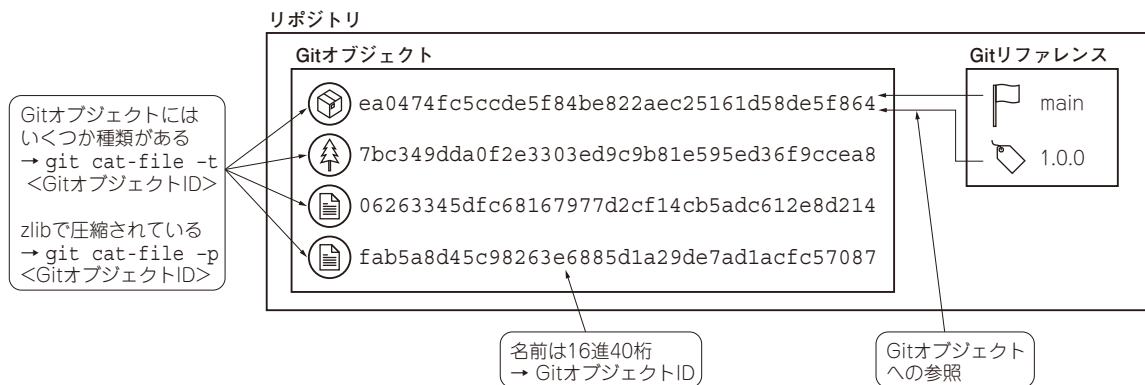 リポジトリ
Gitオブジェクト
Gitリファレンス
Gitオブジェクトには
いくつか種類がある
→ git cat-file -t
<GitオブジェクトID>
zlibで圧縮されている
→ git cat-file -p
<GitオブジェクトID>
ea0474fc5ccde5f84be822aec25161d58de5f864
7bc349dda0f2e3303ed9c9b81e595ed36f9ccea8
06263345dfc68167977d2cf14cb5adc612e8d214
fab5a8d45c98263e6885d1a29de7ad1acfc57087
main
1.0.0
名前は16進40桁
→ GitオブジェクトID
Gitオブジェクト
への参照